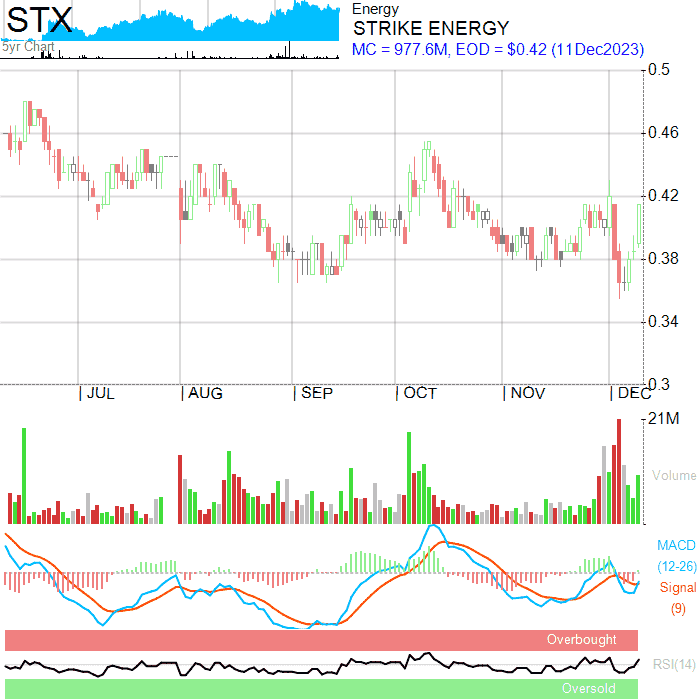 STX
5yr Chart
Energy
STRIKE ENERGY
MC = 977.6M, EOD = $0.42 (11Dec2023)
0.5
0.46
0.42
0.38
0.34
0.3
JUL AUG SEP OCT NOV DEC
21M
Volume
MACD
(12-26)
Signal
(9)
Overbought
RSI(14)
Oversold